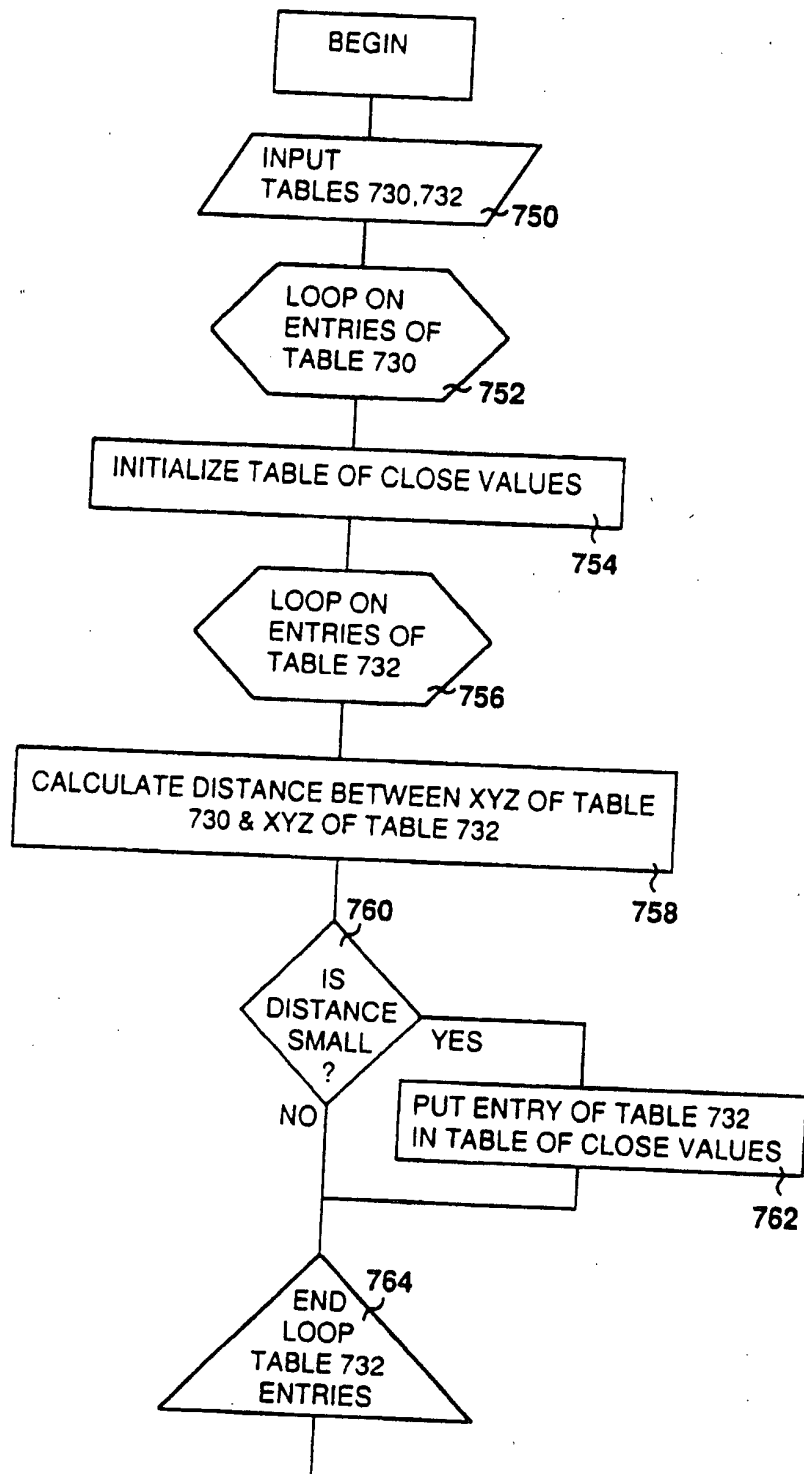 BEGIN
INPUT
TABLES 730,732
750
LOOP ON
ENTRIES OF
TABLE 730
752
INITIALIZE TABLE OF CLOSE VALUES
754
LOOP ON
ENTRIES OF
TABLE 732
756
CALCULATE DISTANCE BETWEEN XYZ OF TABLE
730 & XYZ OF TABLE 732
758
760
IS
DISTANCE
SMALL
?
YES
NO
PUT ENTRY OF TABLE 732
IN TABLE OF CLOSE VALUES
762
764
END
LOOP
TABLE 732
ENTRIES